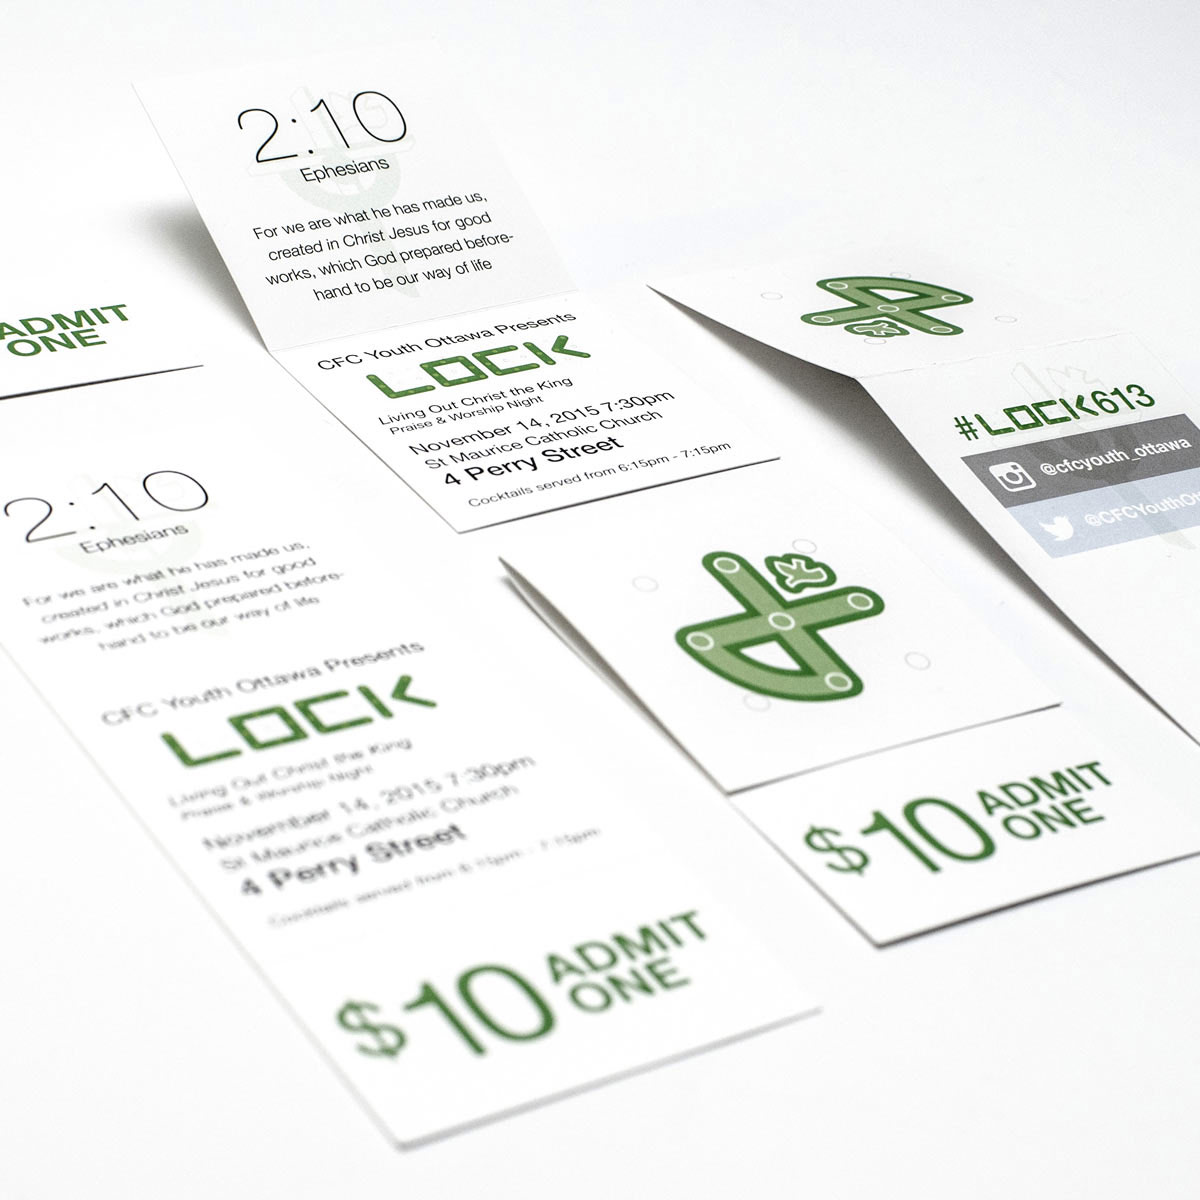 2:10
Ephesians
For we are what he has made us,
created in Christ Jesus for good
works, which God prepared before-
hand to be our way of life
CFC Youth Ottawa Presents
LOCK
Living Out Christ the King
Praise & Worship Night
November 14, 2015 7:30pm
St Maurice Catholic Church
4 Perry Street
Cocktails served from 6:15pm - 7:15pm
ADMIT
ONE
#LOCK613
@cfcyouth_ottawa
2:10
Ephesians
For we are what he has made us,
created in Christ Jesus for good
works, which God prepared before-
hand to be our way of life
CFC Youth Ottawa Presents
LOCK
Living Out Christ the King
Praise & Worship Night
November 14, 2015 7:30pm
St Maurice Catholic Church
4 Perry Street
Cocktails served from 6:15pm - 7:15pm
$10 ADMIT
ONE
$10 ADMIT
ONE